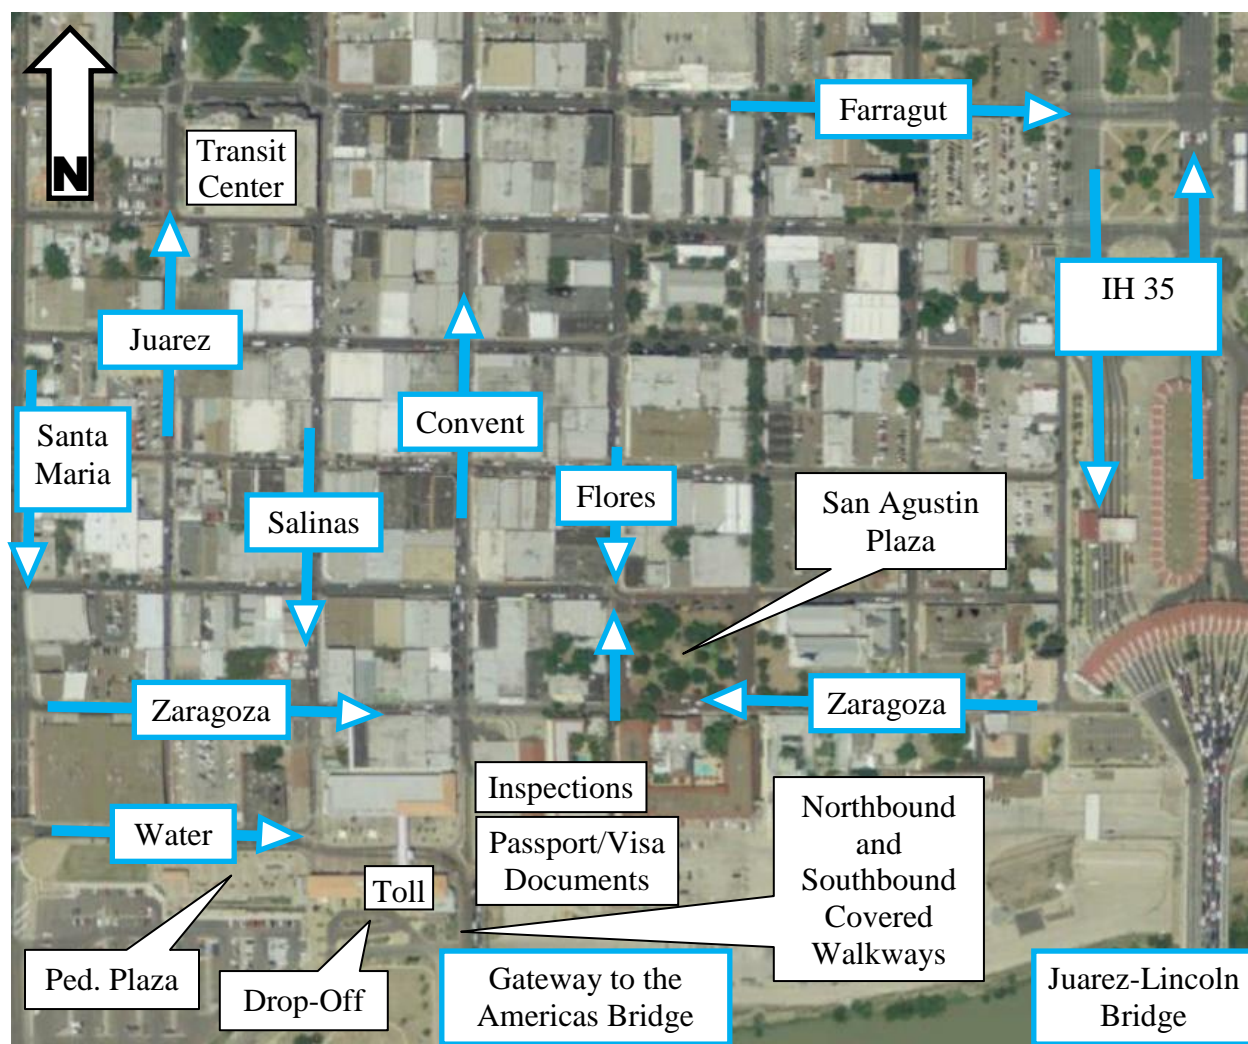 N
Transit
Center
Farragut
IH 35
Juarez
Santa
Maria
Convent
Salinas
Flores
San Agustin
Plaza
Zaragoza
Zaragoza
Water
Inspections
Passport/Visa
Documents
Toll
Northbound
and
Southbound
Covered
Walkways
Ped. Plaza
Drop-Off
Gateway to the
Americas Bridge
Juarez-Lincoln
Bridge